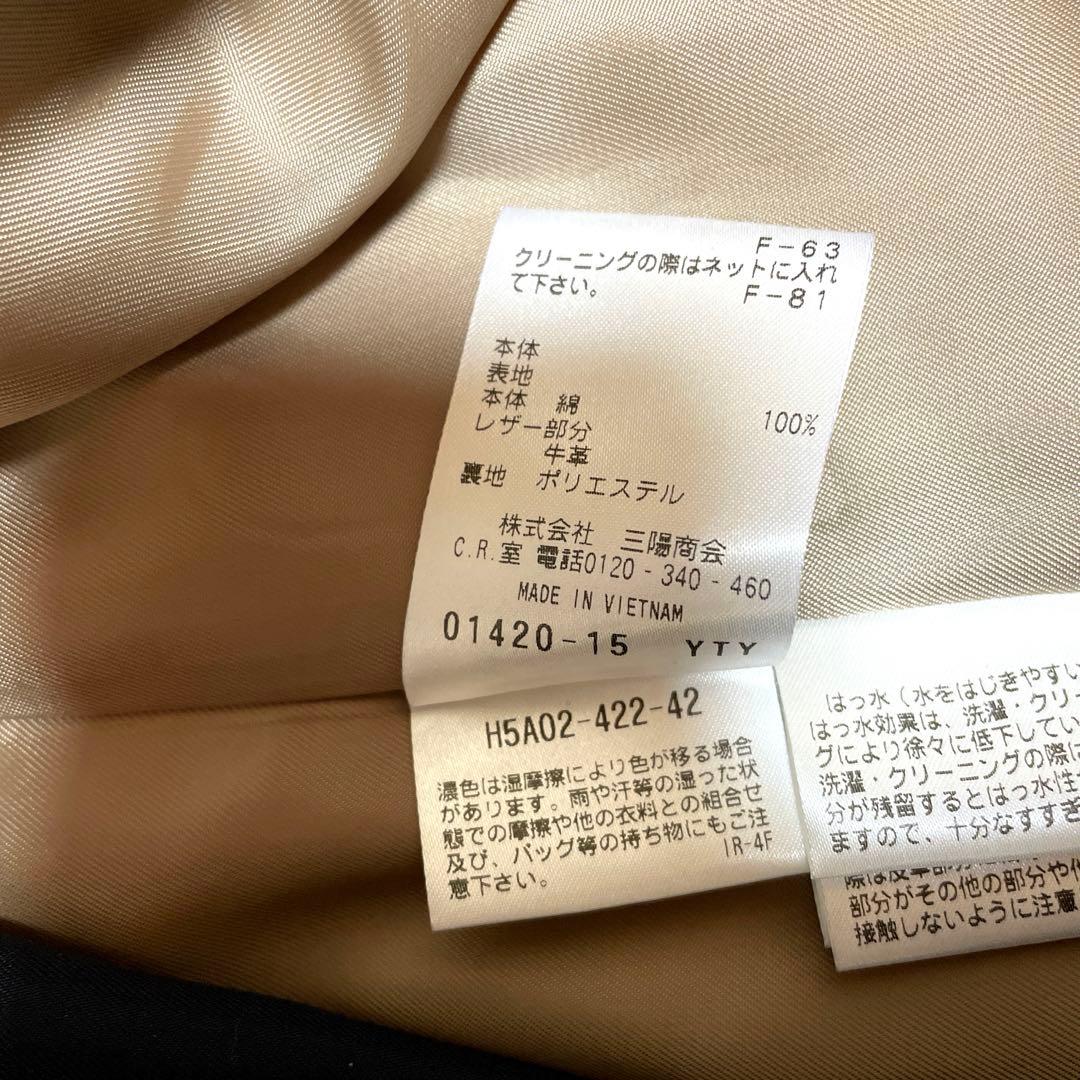 F-63
クリーニングの際はネットに入れ
て下さい。 F-81
本体
表地
本体 綿 100%
レザー部分
牛革
裏地 ポリエステル
株式会社 三陽商会
C.R.室 電話0120-340-460
MADE IN VIETNAM
01420-15 YTY
H5A02-422-42
濃色は湿摩擦により色が移る場合
があります。雨や汗等の湿った状
態での摩擦や他の衣料との組合せ
及び、バッグ等の持ち物にもご注
意下さい。 IR-4F
はっ水（水をはじきやすい
はっ水効果は、洗濯・クリ
グにより徐々に低下してい
洗濯・クリーニングの際に
分が残留するとはっ水性
ますので、十分なすすぎ
際は皮革部分
部分がその他の部分や
接触しないように注意